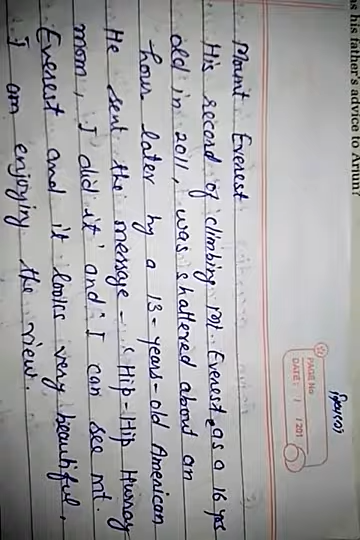 s his father's advice to Arjun?
PAGE No
DATE: / /201
Mount Everest
His record of climbing mt. Everest as a 16 yrs
old in 2011, was shattered about an
hour later by a 13-years-old American
He sent the message - 'Hip-Hip Hurray
mom, I did it' and 'I can see mt.
Everest and it looks very beautiful,
I am enjoying the view.